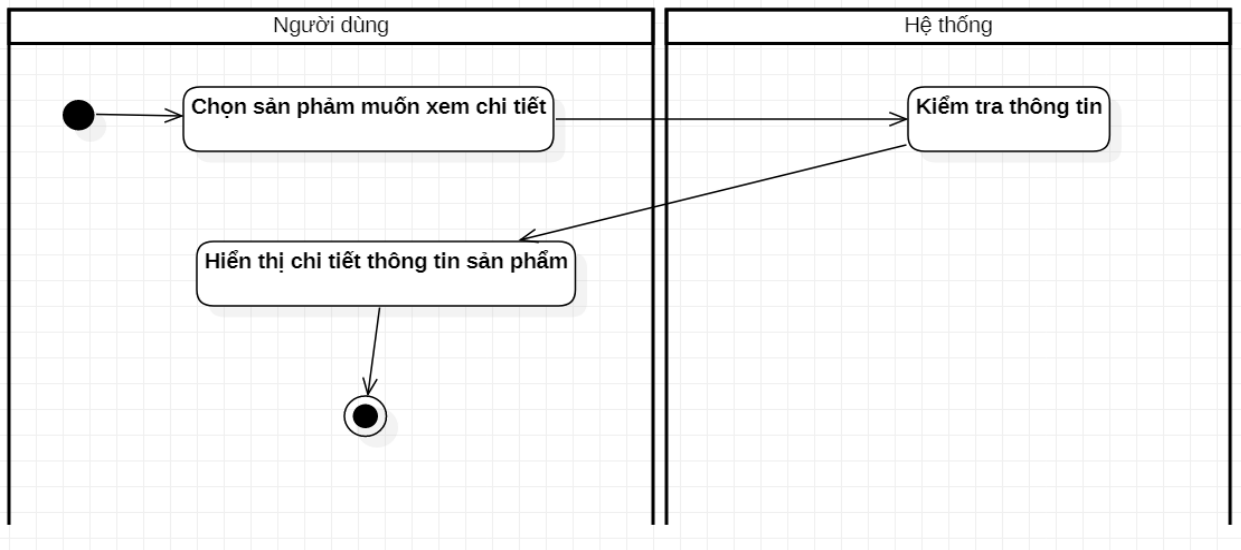 Người dùng
Hệ thống
Chọn sản phảm muốn xem chi tiết
Kiểm tra thông tin
Hiển thị chi tiết thông tin sản phẩm